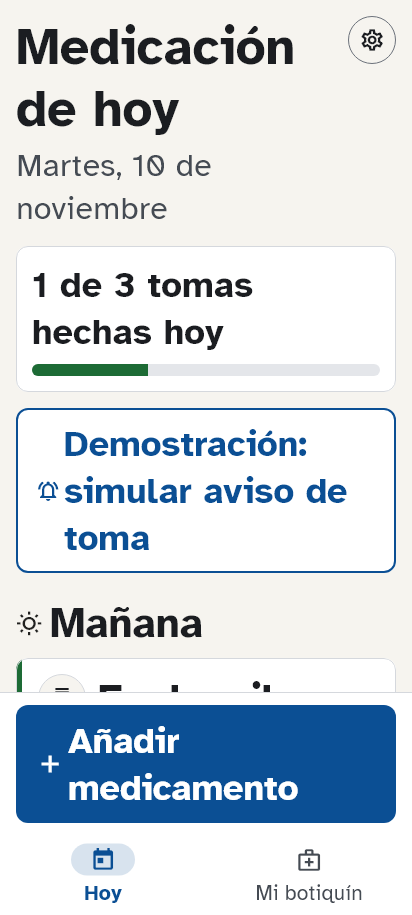 Medicación
de hoy
Martes, 10 de
noviembre
1 de 3 tomas
hechas hoy
Demostración:
simular aviso de
toma
Mañana
Añadir
medicamento
Hoy
Mi botiquín